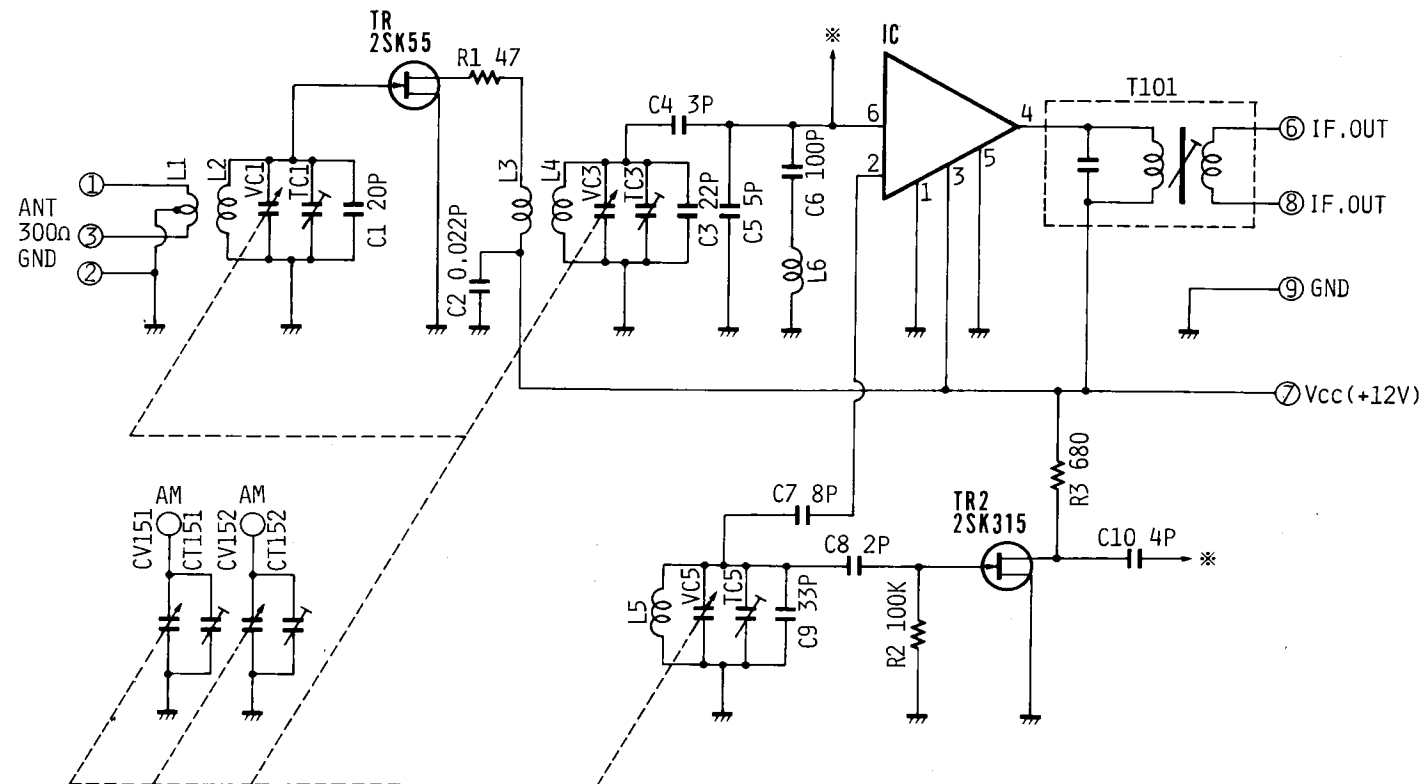 TR
2SK55
R1 47
※
IC
T101
C4 3P
6
4
⑥ IF.OUT
L1
L2
VC1
TC1
C1 20P
L3
L4
VC3
TC3
C3 22P
C5 5P
C6 100P
2
1
3
5
①
ANT
300Ω ③
GND
②
⑧ IF.OUT
C2 0.022P
L6
⑨ GND
⑦ Vcc(+12V)
AM
AM
CV151
CT151
CV152
CT152
C7 8P
R3 680
TR2
2SK315
C8 2P
C10 4P
※
L5
VC5
TC5
C9 33P
R2 100K